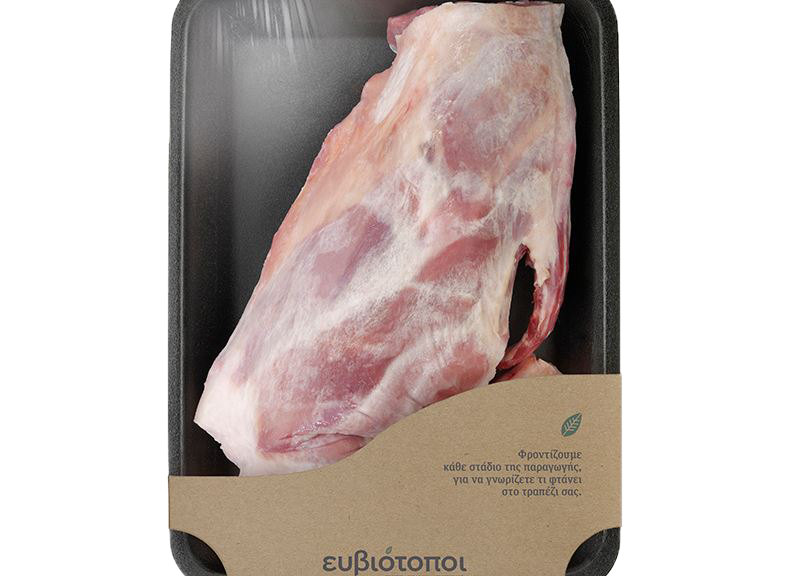 Φροντίζουμε
κάθε στάδιο της παραγωγής,
για να γνωρίζετε τι φτάνει
στο τραπέζι σας.
ευβιότοποι